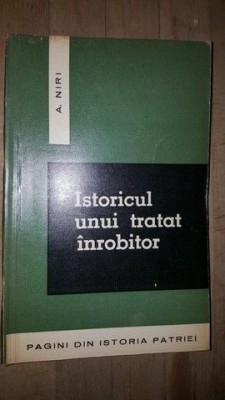 A. NIRI
Istoricul
unui tratat
înrobitor
PAGINI DIN ISTORIA PATRIEI